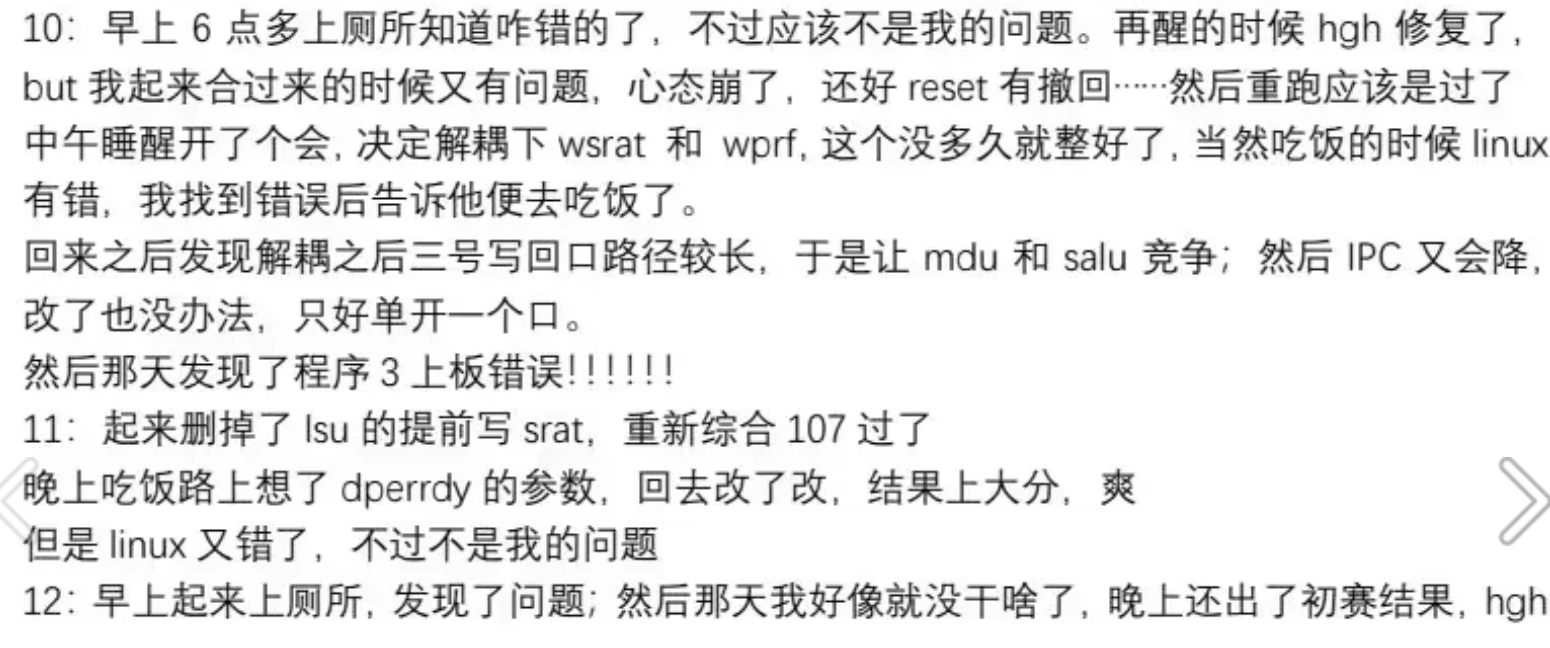 10：早上 6 点多上厕所知道咋错的了，不过应该不是我的问题。再醒的时候 hgh 修复了，
but 我起来合过来的时候又有问题，心态崩了，还好 reset 有撤回……然后重跑应该是过了
中午睡醒开了个会, 决定解耦下 wsrat 和 wprf, 这个没多久就整好了, 当然吃饭的时候 linux
有错，我找到错误后告诉他便去吃饭了。
回来之后发现解耦之后三号写回口路径较长，于是让 mdu 和 salu 竞争；然后 IPC 又会降，
改了也没办法，只好单开一个口。
然后那天发现了程序 3 上板错误!!!!!!
11：起来删掉了 lsu 的提前写 srat，重新综合 107 过了
晚上吃饭路上想了 dperrdy 的参数，回去改了改，结果上大分，爽
但是 linux 又错了，不过不是我的问题
12: 早上起来上厕所, 发现了问题; 然后那天我好像就没干啥了, 晚上还出了初赛结果, hgh